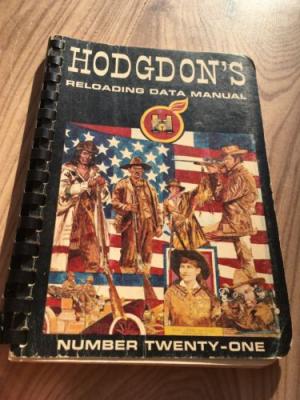 HODGDON'S
RELOADING DATA MANUAL
H
NUMBER TWENTY-ONE